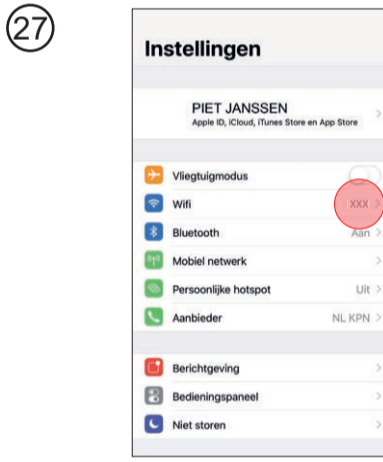 27
Instellingen
PIET JANSSEN
Apple ID, iCloud, iTunes Store en App Store
Vliegtuigmodus
Wifi XXX
Bluetooth Aan
Mobiel netwerk
Persoonlijke hotspot Uit
Aanbieder NL KPN
Berichtgeving
Bedieningspaneel
Niet storen